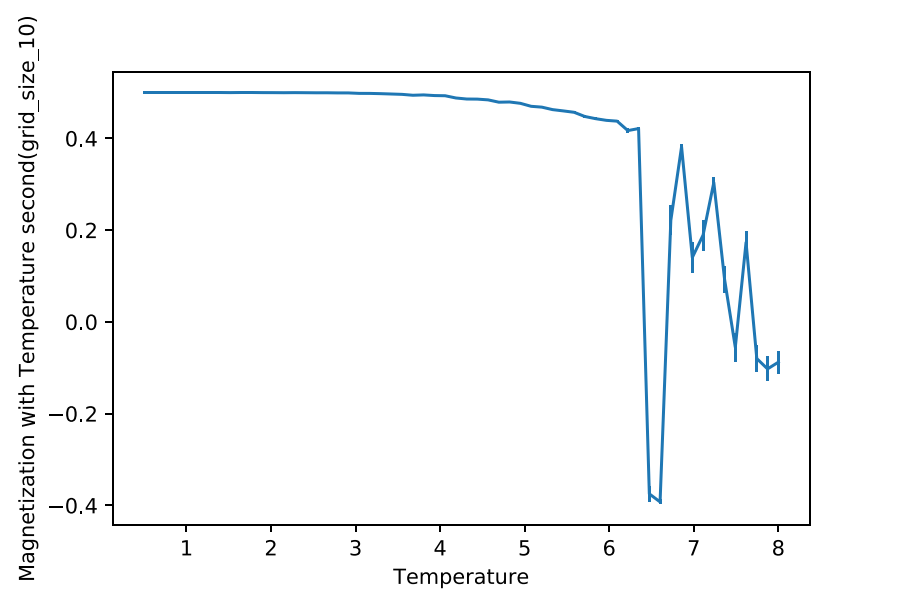 Magnetization with Temperature second(grid_size_10)
0.4
0.2
0.0
−0.2
−0.4
1 2 3 4 5 6 7 8
Temperature